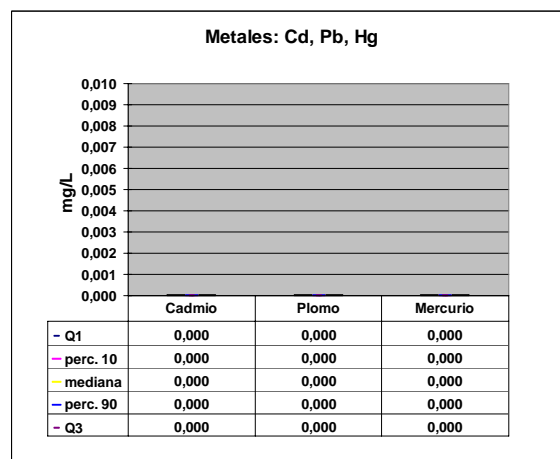 Metales: Cd, Pb, Hg
mg/L
0,010
0,009
0,008
0,007
0,006
0,005
0,004
0,003
0,002
0,001
0,000
Cadmio Plomo Mercurio
Q1 0,000 0,000 0,000
perc. 10 0,000 0,000 0,000
mediana 0,000 0,000 0,000
perc. 90 0,000 0,000 0,000
Q3 0,000 0,000 0,000